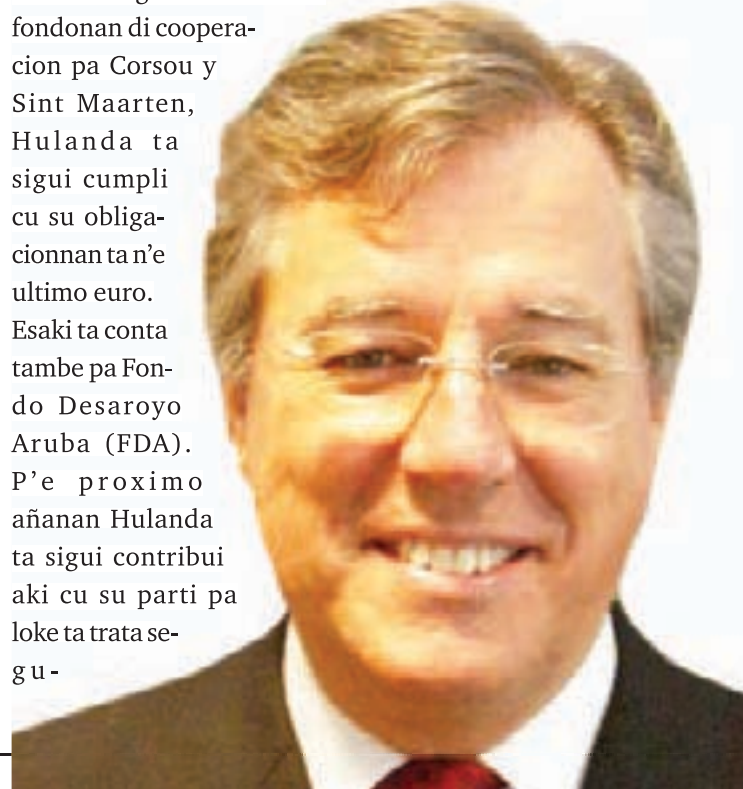 fondonan di coopera-
cion pa Corsou y
Sint Maarten,
Hulanda ta
sigui cumpli
cu su obliga-
cionnan ta n’e
ultimo euro.
Esaki ta conta
tambe pa Fon-
do Desaroyo
Aruba (FDA).
P’e proximo
añanan Hulanda
ta sigui contribui
aki cu su parti pa
loke ta trata se-
gu-